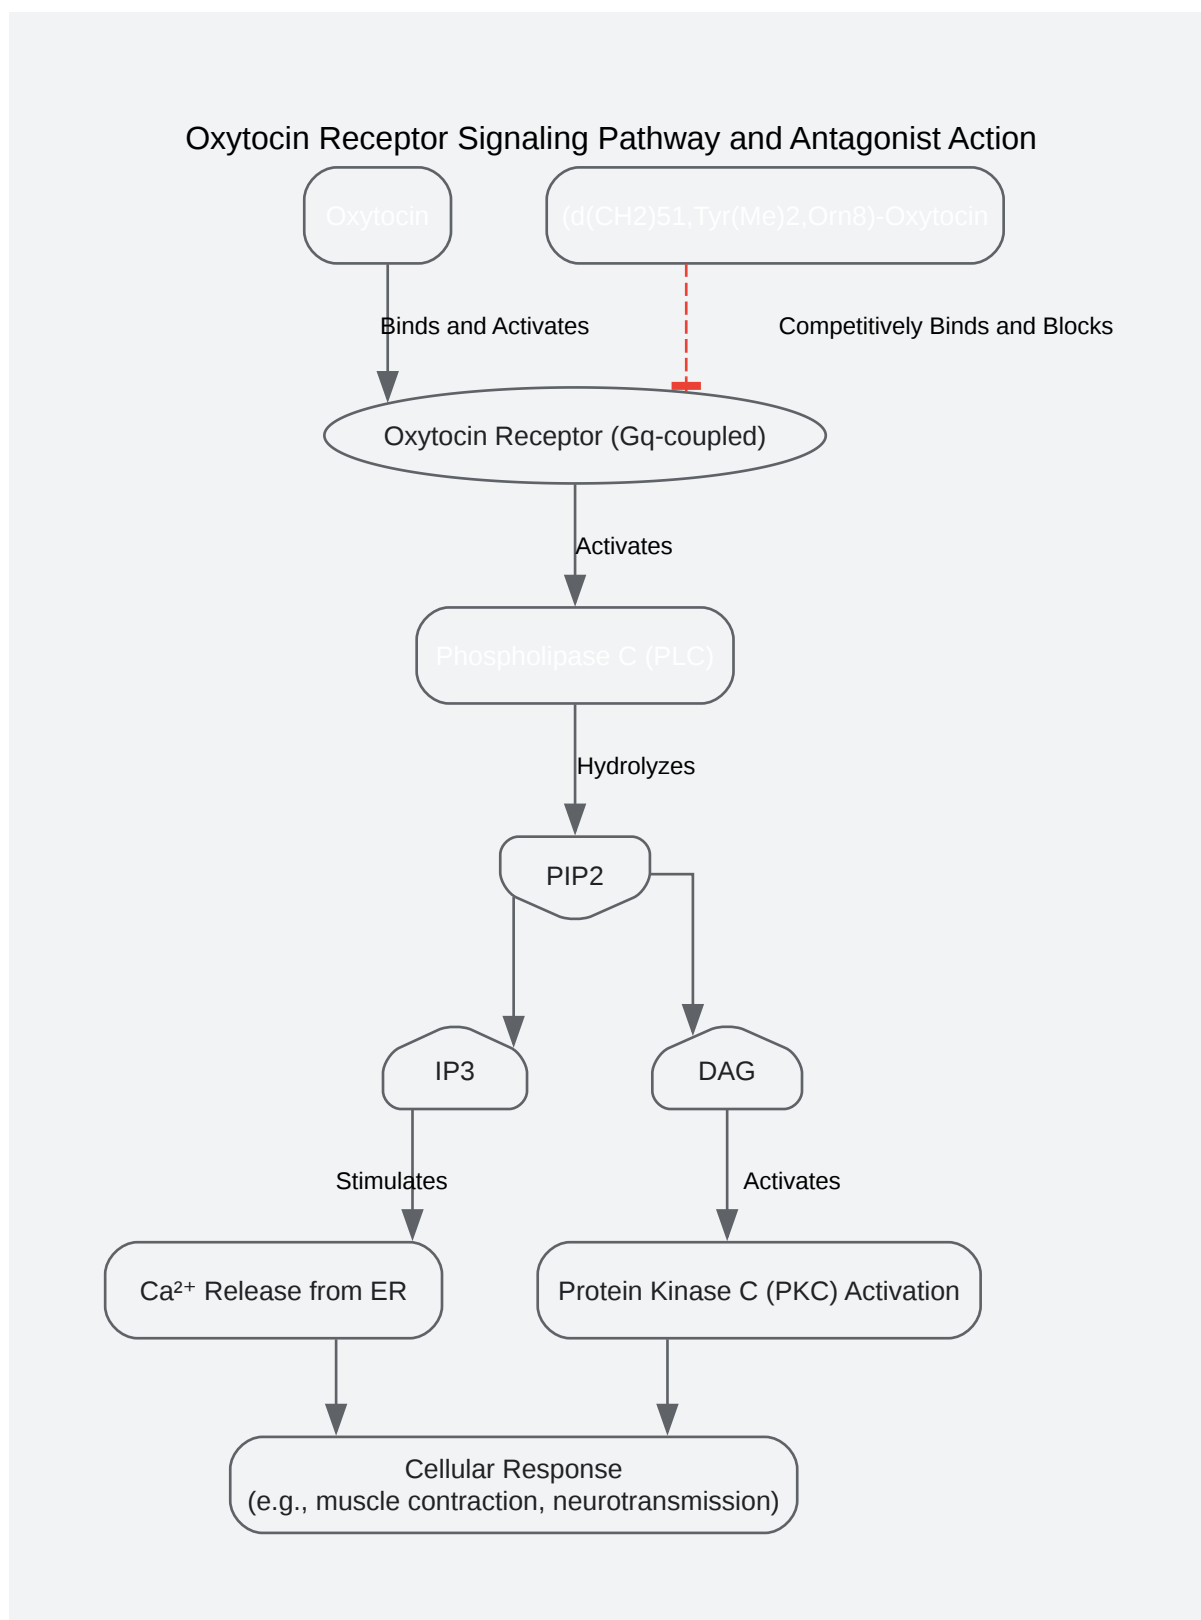 Oxytocin Receptor Signaling Pathway and Antagonist Action
Oxytocin
(d(CH2)51,Tyr(Me)2,Orn8)-Oxytocin
Binds and Activates
Competitively Binds and Blocks
Oxytocin Receptor (Gq-coupled)
Activates
Phospholipase C (PLC)
Hydrolyzes
PIP2
IP3
DAG
Stimulates
Activates
Ca²⁺ Release from ER
Protein Kinase C (PKC) Activation
Cellular Response
(e.g., muscle contraction, neurotransmission)